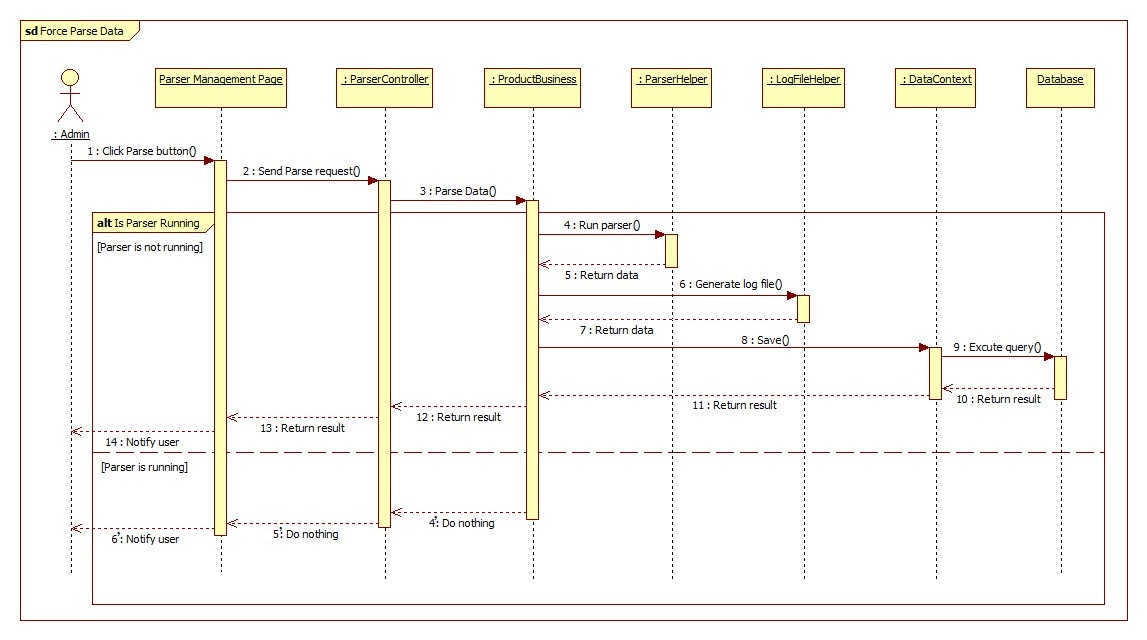 sd Force Parse Data
Parser Management Page
: ParserController
: ProductBusiness
: ParserHelper
: LogFileHelper
: DataContext
Database
: Admin
1 : Click Parse button()
2 : Send Parse request()
3 : Parse Data()
alt Is Parser Running
[Parser is not running]
4 : Run parser()
5 : Return data
6 : Generate log file()
7 : Return data
8 : Save()
9 : Excute query()
10 : Return result
11 : Return result
12 : Return result
13 : Return result
14 : Notify user
[Parser is running]
4': Do nothing
5': Do nothing
6': Notify user